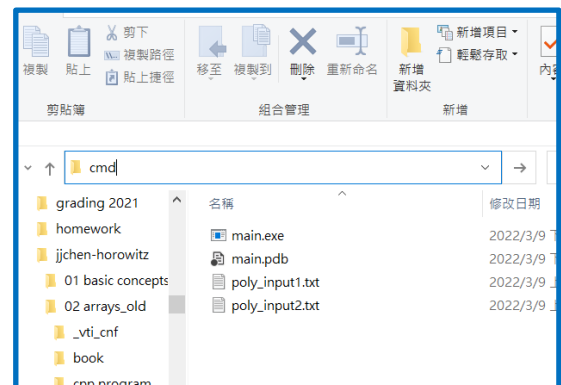 剪下
複製路徑
貼上捷徑
複製 貼上
移至 複製到 刪除 重新命名
新增
資料夾
新增項目
輕鬆存取
剪貼簿 組合管理 新增
cmd
grading 2021
homework
jjchen-horowitz
01 basic concepts
02 arrays_old
_vti_cnf
book
cpp program
名稱 修改日期
main.exe 2022/3/9
main.pdb 2022/3/9
poly_input1.txt 2022/3/9 上
poly_input2.txt 2022/3/9 上